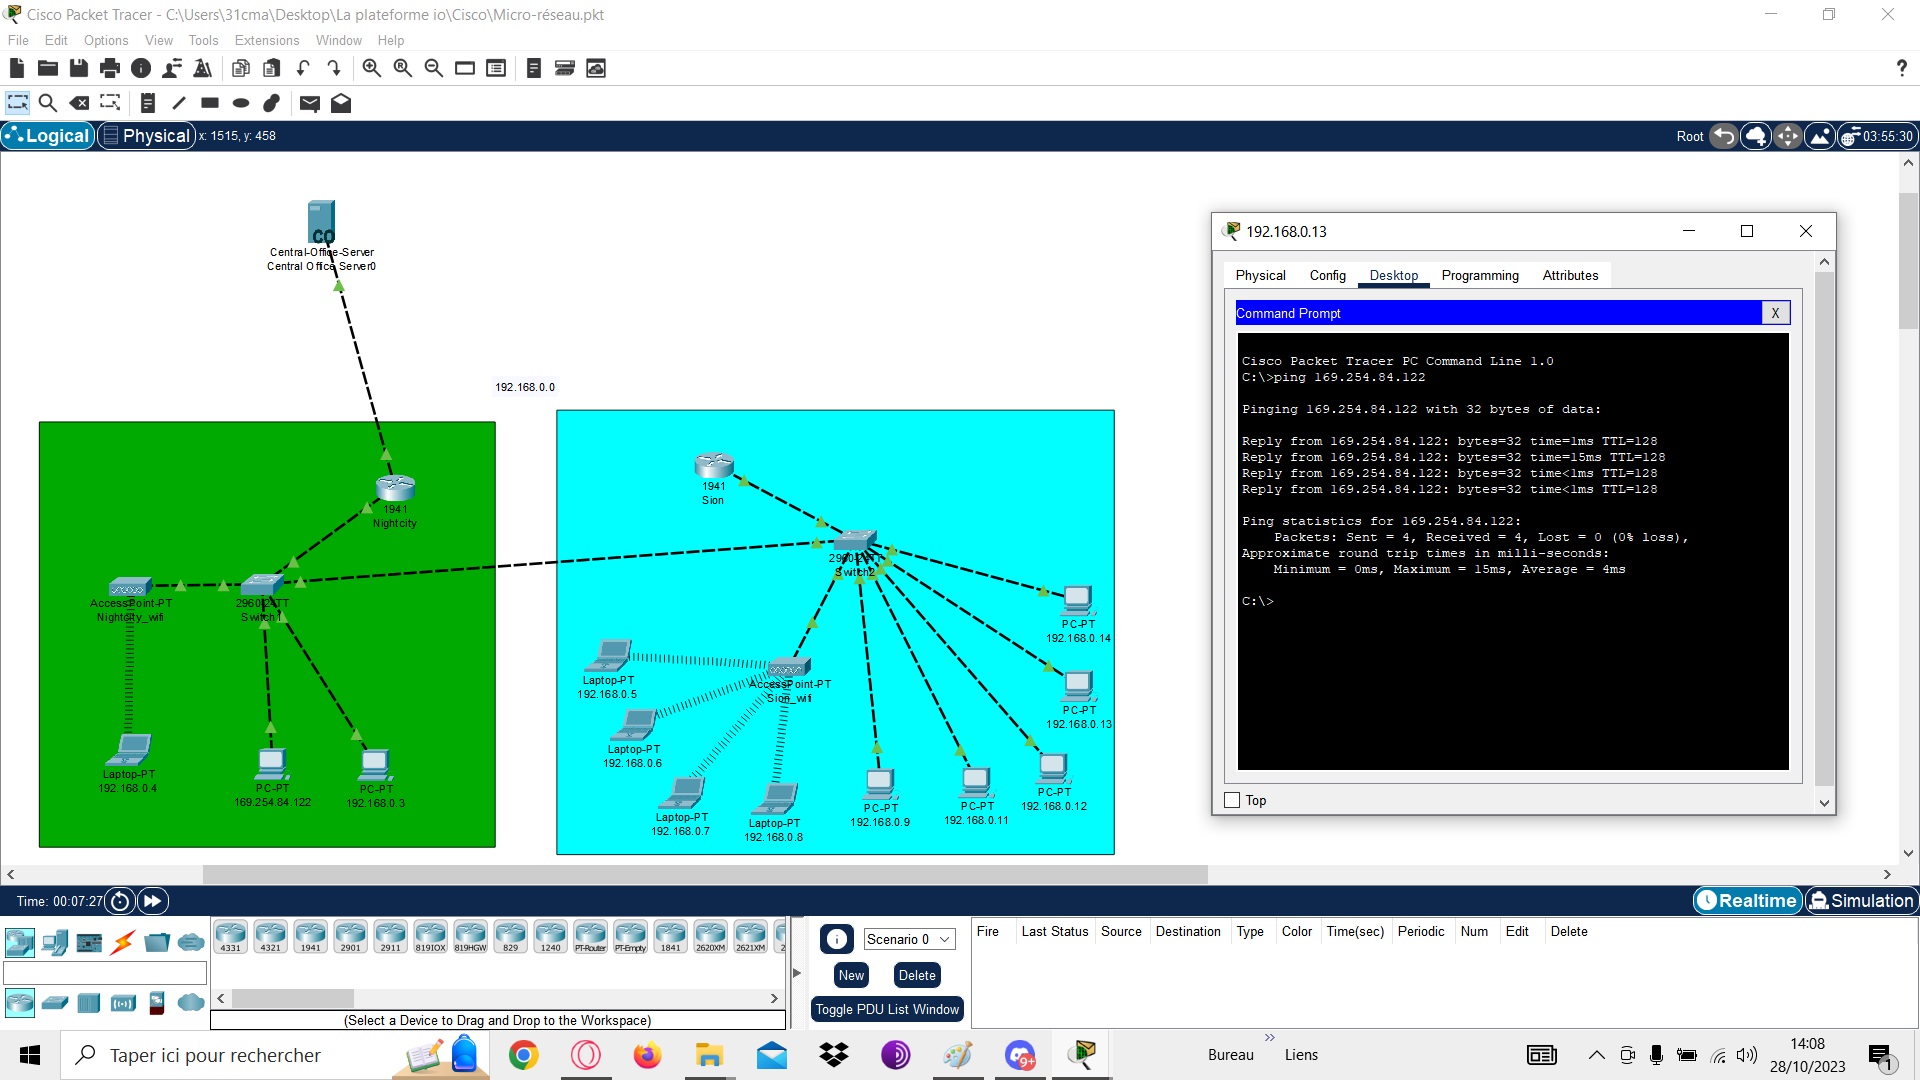 Cisco Packet Tracer - C:\Users\31cma\Desktop\La plateforme io\Cisco\Micro-réseau.pkt
File Edit Options View Tools Extensions Window Help
?
Logical Physical x: 1515, y: 458
Root 03:55:30
CO
Central-Office-Server
Central Office Server0
192.168.0.0
1941
Nightcity
AccessPoint-PT
Nightcity_wifi
2960-24TT
Switch1
Laptop-PT
192.168.0.4
PC-PT
169.254.84.122
PC-PT
192.168.0.3
1941
Sion
2960-24TT
Switch2
Laptop-PT
192.168.0.5
AccessPoint-PT
Sion_wifi
Laptop-PT
192.168.0.6
Laptop-PT
192.168.0.7
Laptop-PT
192.168.0.8
PC-PT
192.168.0.9
PC-PT
192.168.0.11
PC-PT
192.168.0.12
PC-PT
192.168.0.13
PC-PT
192.168.0.14
192.168.0.13
Physical Config Desktop Programming Attributes
Command Prompt X
Cisco Packet Tracer PC Command Line 1.0
C:\>ping 169.254.84.122
Pinging 169.254.84.122 with 32 bytes of data:
Reply from 169.254.84.122: bytes=32 time=1ms TTL=128
Reply from 169.254.84.122: bytes=32 time=15ms TTL=128
Reply from 169.254.84.122: bytes=32 time<1ms TTL=128
Reply from 169.254.84.122: bytes=32 time<1ms TTL=128
Ping statistics for 169.254.84.122:
Packets: Sent = 4, Received = 4, Lost = 0 (0% loss),
Approximate round trip times in milli-seconds:
Minimum = 0ms, Maximum = 15ms, Average = 4ms
C:\>
Top
Time: 00:07:27
Realtime Simulation
4331 4321 1941 2901 2911 819IOX 819HGW 829 1240 PT-Router PT-Empty 1841 2620XM 2621XM 2
(Select a Device to Drag and Drop to the Workspace)
Scenario 0
New Delete
Toggle PDU List Window
Fire Last Status Source Destination Type Color Time(sec) Periodic Num Edit Delete
Taper ici pour rechercher
9+
Bureau Liens
14:08
28/10/2023
1